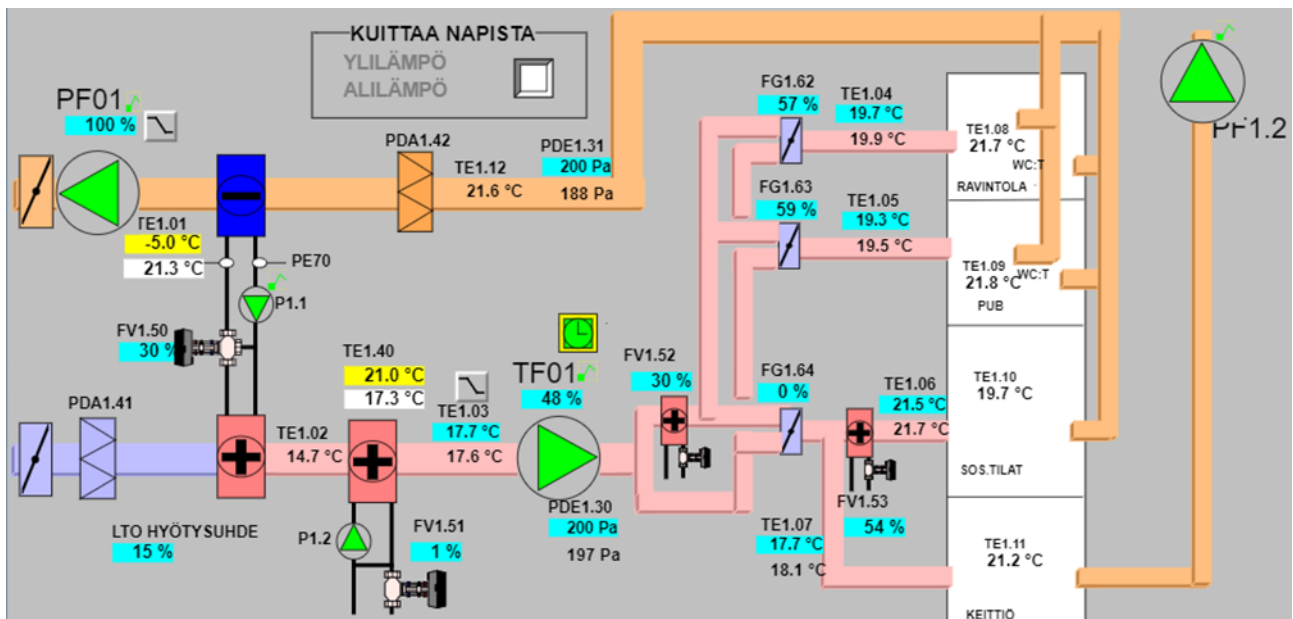 KUITTAA NAPISTA
YLILÄMPÖ
ALILÄMPÖ
PF01
100 %
PDA1.42
TE1.12
21.6 °C
PDE1.31
200 Pa
188 Pa
FG1.62
57 %
TE1.04
19.7 °C
19.9 °C
TE1.08
21.7 °C
WC:T
RAVINTOLA
PF1.2
TE1.01
-5.0 °C
21.3 °C
PE70
P1.1
FG1.63
59 %
TE1.05
19.3 °C
19.5 °C
TE1.09
21.8 °C
WC:T
PUB
FV1.50
30 %
TE1.40
21.0 °C
17.3 °C
TF01
48 %
FV1.52
30 %
FG1.64
0 %
TE1.06
21.5 °C
21.7 °C
TE1.10
19.7 °C
SOS.TILAT
PDA1.41
TE1.02
14.7 °C
TE1.03
17.7 °C
17.6 °C
PDE1.30
200 Pa
197 Pa
FV1.53
54 %
LTO HYÖTYSUHDE
15 %
P1.2
FV1.51
1 %
TE1.07
17.7 °C
18.1 °C
TE1.11
21.2 °C
KEITTIÖ